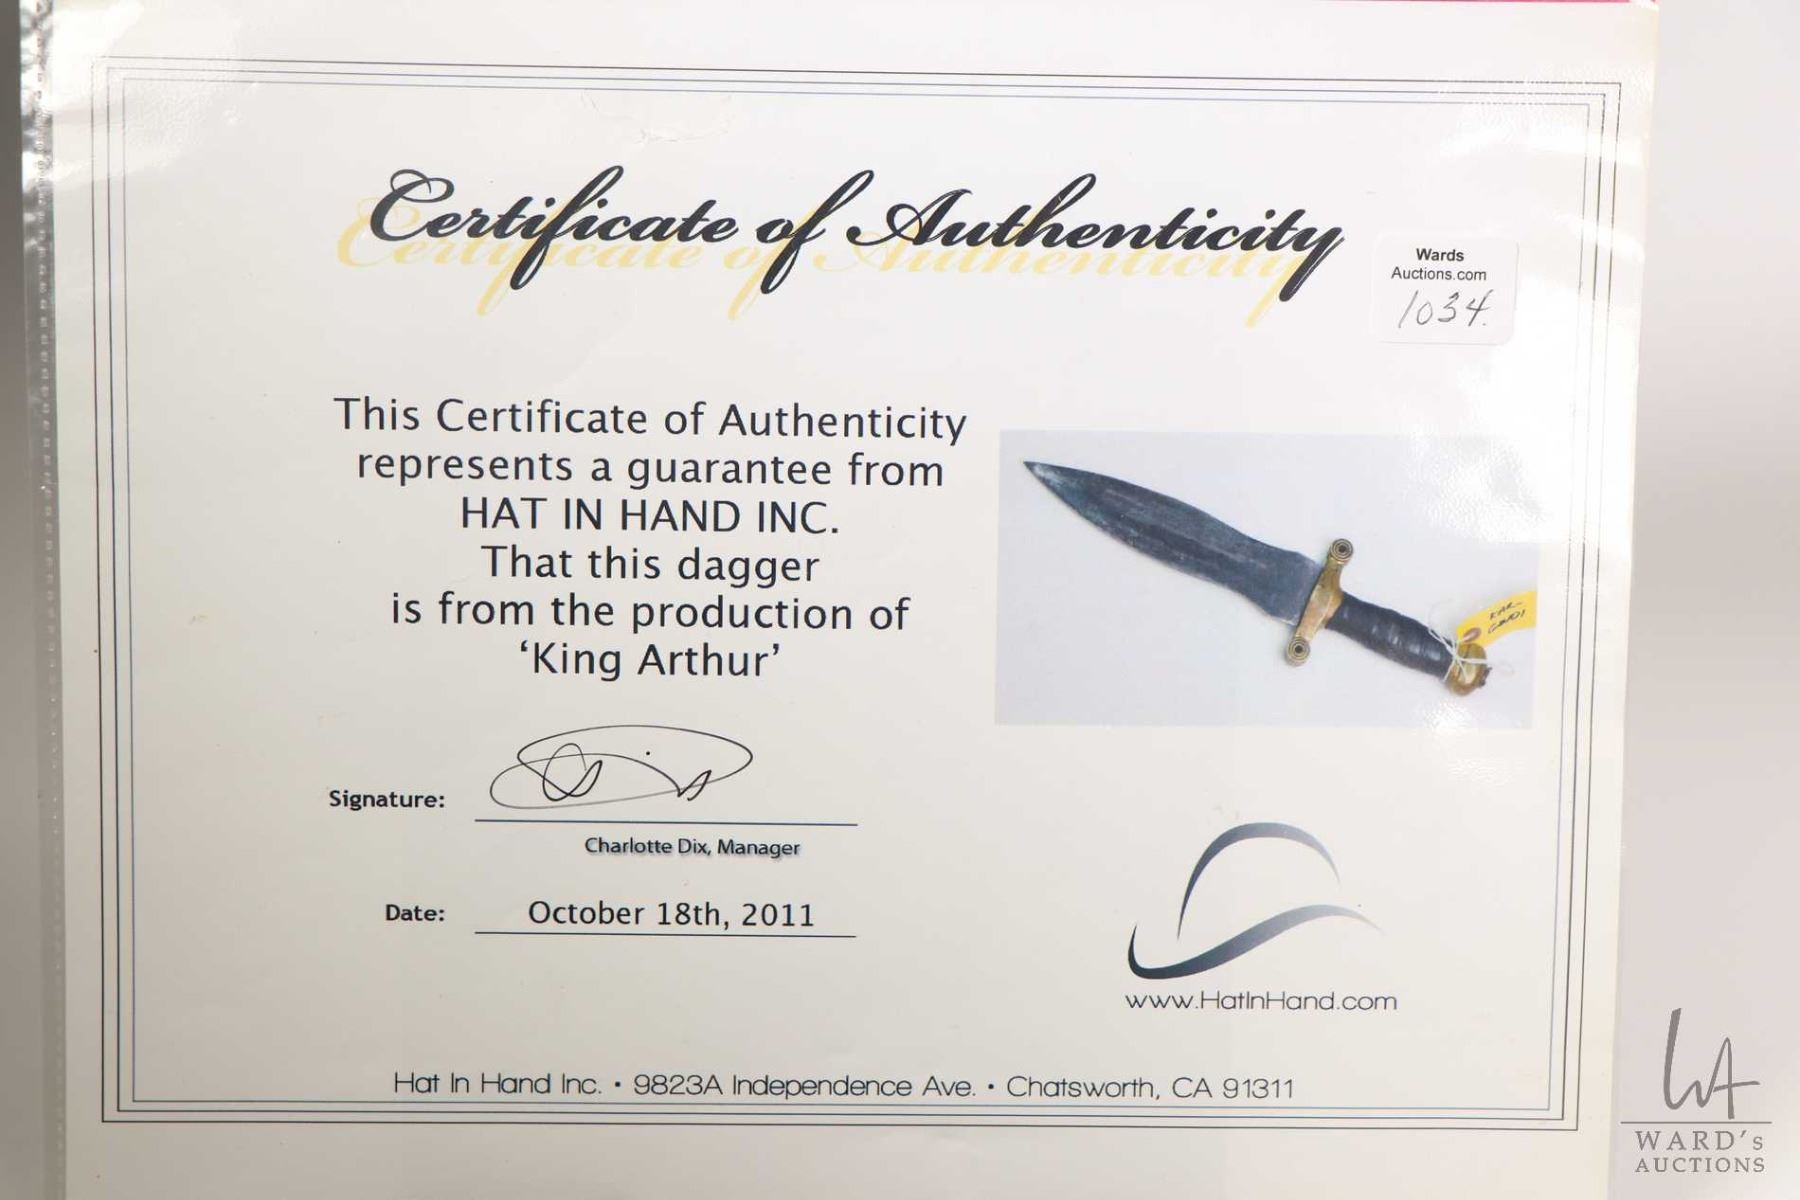 Certificate of Authenticity
Wards
Auctions.com
1034.
This Certificate of Authenticity
represents a guarantee from
HAT IN HAND INC.
That this dagger
is from the production of
‘King Arthur’
Signature:
Charlotte Dix, Manager
Date: October 18th, 2011
www.HatInHand.com
Hat In Hand Inc. • 9823A Independence Ave. • Chatsworth, CA 91311
WA
WARD's
AUCTIONS